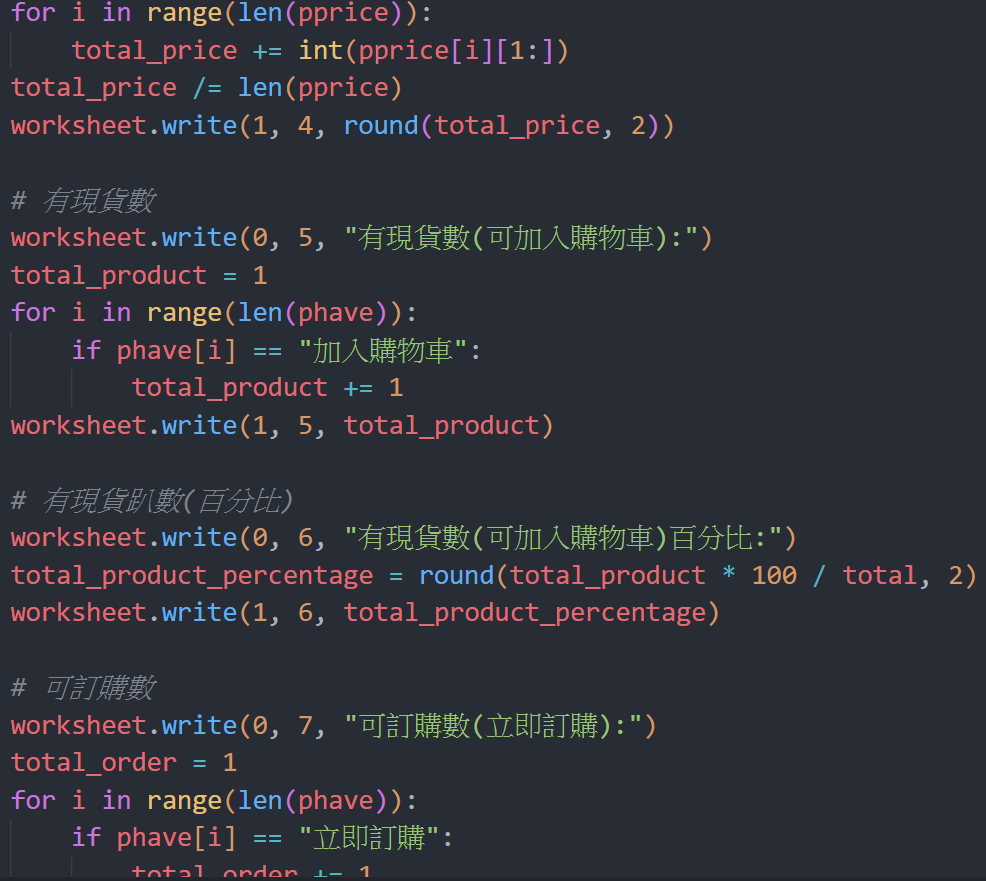 for i in range(len(pprice)):
    total_price += int(pprice[i][1:])
total_price /= len(pprice)
worksheet.write(1, 4, round(total_price, 2))

# 有現貨數
worksheet.write(0, 5, "有現貨數(可加入購物車):")
total_product = 1
for i in range(len(phave)):
    if phave[i] == "加入購物車":
        total_product += 1
worksheet.write(1, 5, total_product)

# 有現貨趴數(百分比)
worksheet.write(0, 6, "有現貨數(可加入購物車)百分比:")
total_product_percentage = round(total_product * 100 / total, 2)
worksheet.write(1, 6, total_product_percentage)

# 可訂購數
worksheet.write(0, 7, "可訂購數(立即訂購):")
total_order = 1
for i in range(len(phave)):
    if phave[i] == "立即訂購":
        total_order += 1